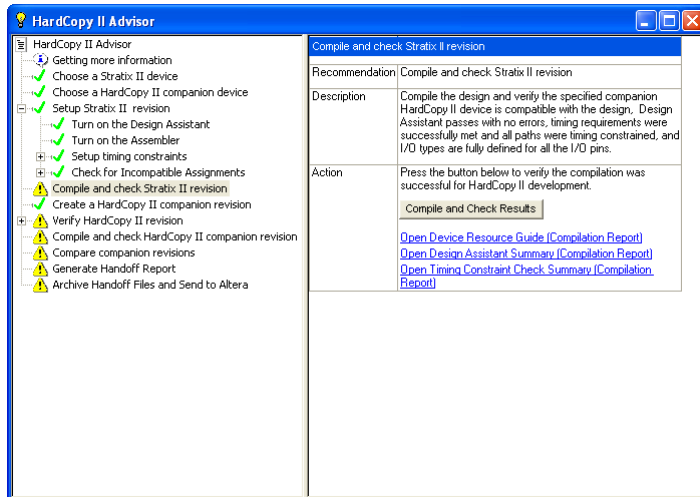 HardCopy II Advisor
HardCopy II Advisor
Getting more information
Choose a Stratix II device
Choose a HardCopy II companion device
Setup Stratix II revision
Turn on the Design Assistant
Turn on the Assembler
Setup timing constraints
Check for Incompatible Assignments
Compile and check Stratix II revision
Create a HardCopy II companion revision
Verify HardCopy II revision
Compile and check HardCopy II companion revision
Compare companion revisions
Generate Handoff Report
Archive Handoff Files and Send to Altera
Compile and check Stratix II revision
Recommendation Compile and check Stratix II revision
Description Compile the design and verify the specified companion
HardCopy II device is compatible with the design, Design
Assistant passes with no errors, timing requirements were
successfully met and all paths were timing constrained, and
I/O types are fully defined for all the I/O pins.
Action Press the button below to verify the compilation was
successful for HardCopy II development.
Compile and Check Results
Open Device Resource Guide (Compilation Report)
Open Design Assistant Summary (Compilation Report)
Open Timing Constraint Check Summary (Compilation
Report)